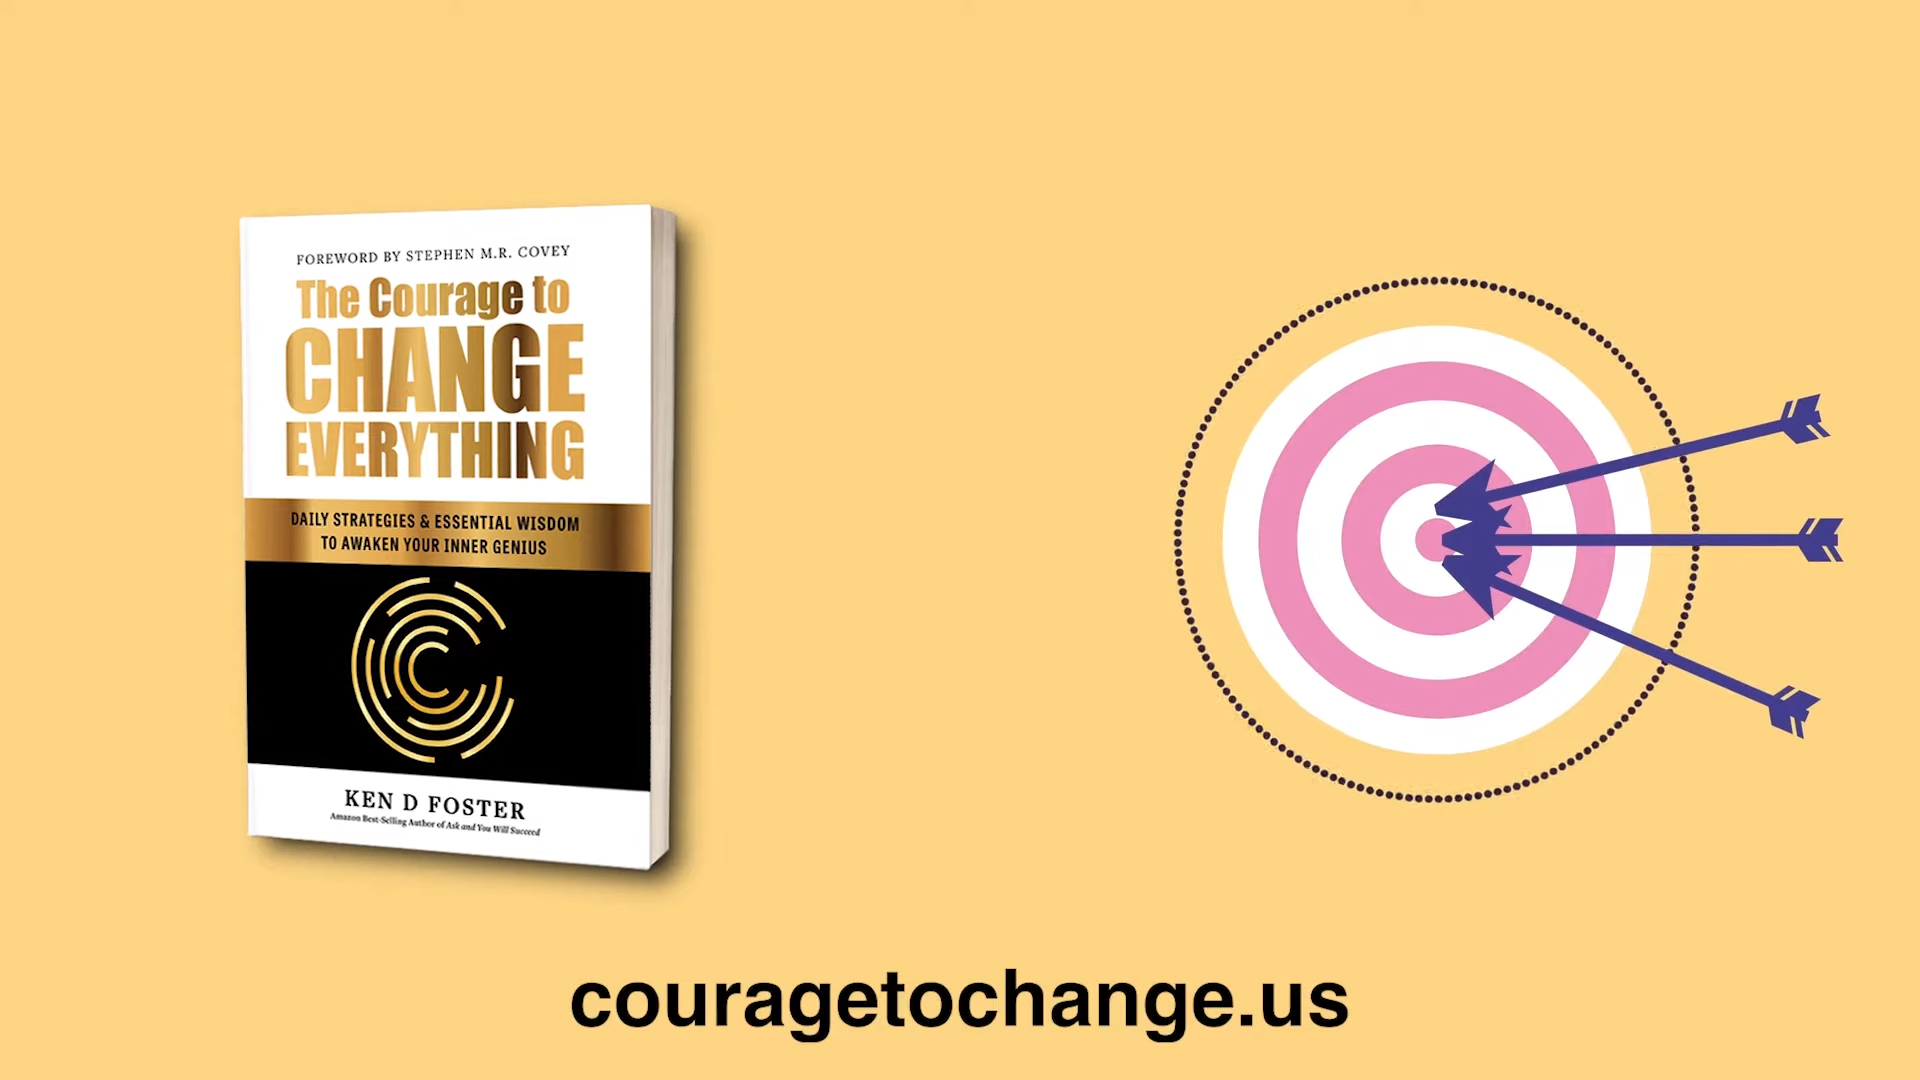 FOREWORD BY STEPHEN M.R. COVEY
The Courage to
CHANGE
EVERYTHING
DAILY STRATEGIES & ESSENTIAL WISDOM
TO AWAKEN YOUR INNER GENIUS
KEN D FOSTER
Amazon Best-Selling Author of Ask and You Will Succeed
couragetochange.us